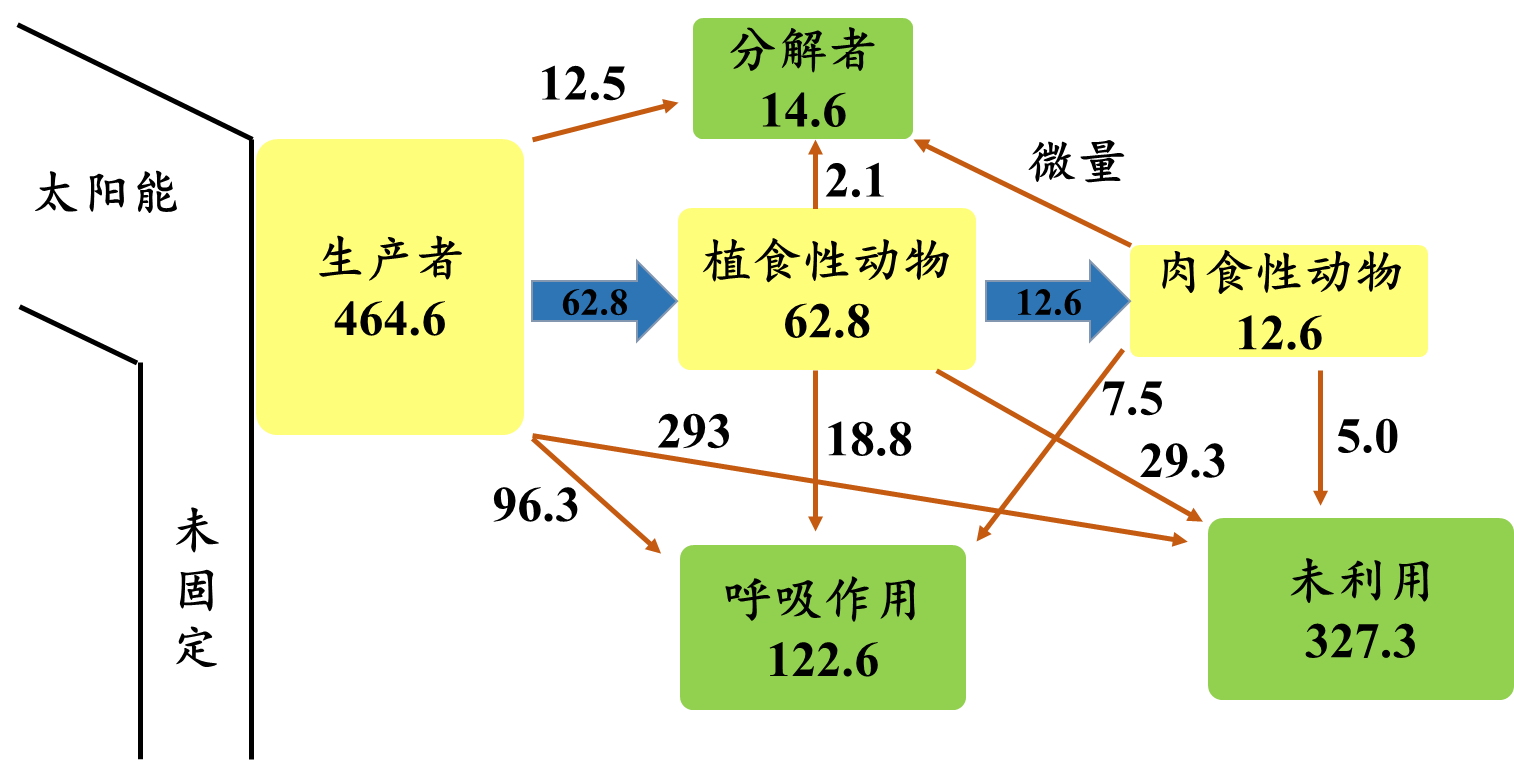 分解者
14.6
12.5
微量
2.1
太阳能
生产者
464.6
62.8
植食性动物
62.8
12.6
肉食性动物
12.6
293
18.8
7.5
29.3
5.0
96.3
未
固
定
呼吸作用
122.6
未利用
327.3